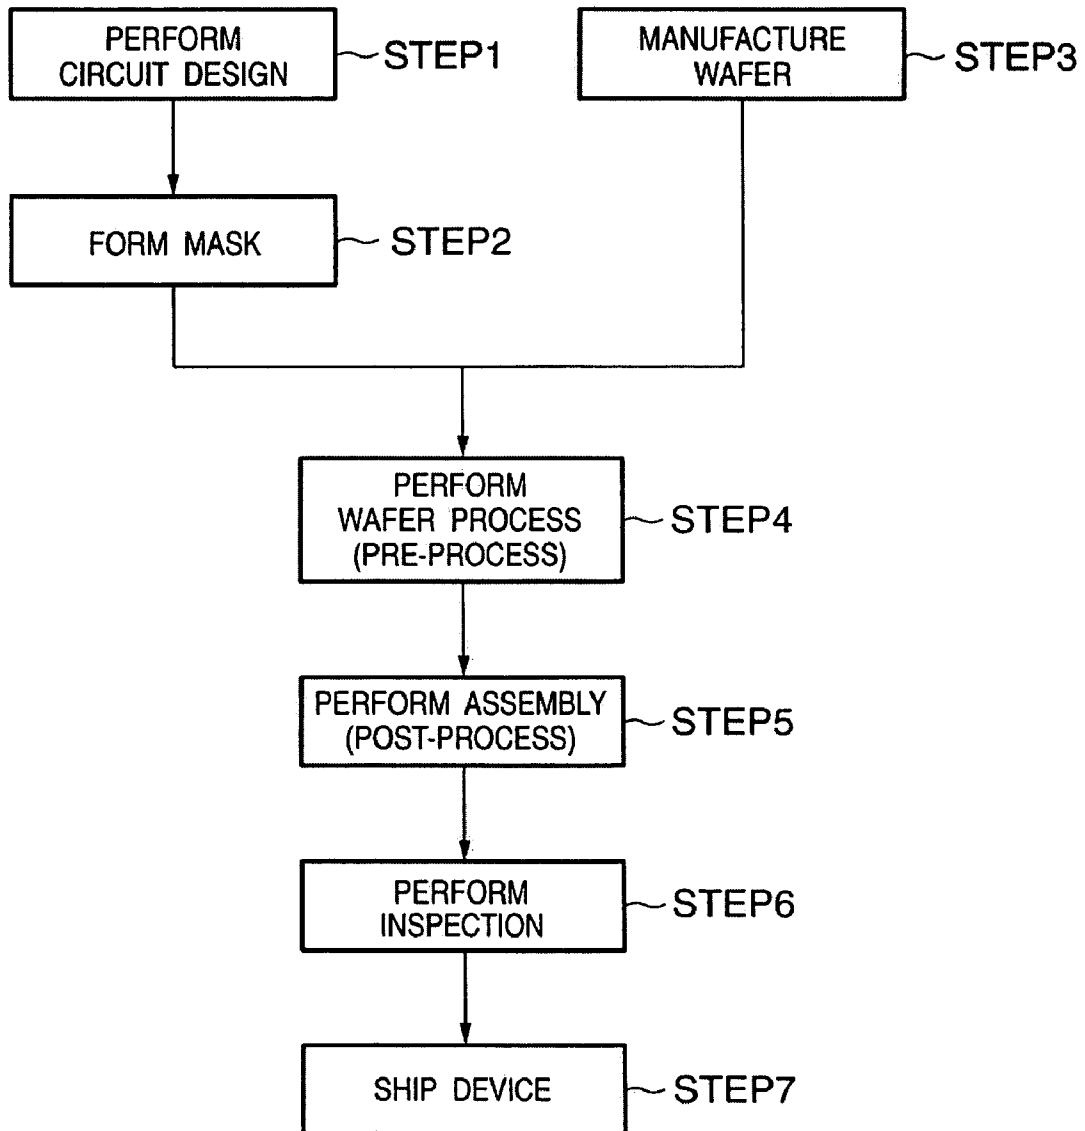 PERFORM
CIRCUIT DESIGN
STEP1
MANUFACTURE
WAFER
STEP3
FORM MASK
STEP2
PERFORM
WAFER PROCESS
(PRE-PROCESS)
STEP4
PERFORM ASSEMBLY
(POST-PROCESS)
STEP5
PERFORM
INSPECTION
STEP6
SHIP DEVICE
STEP7